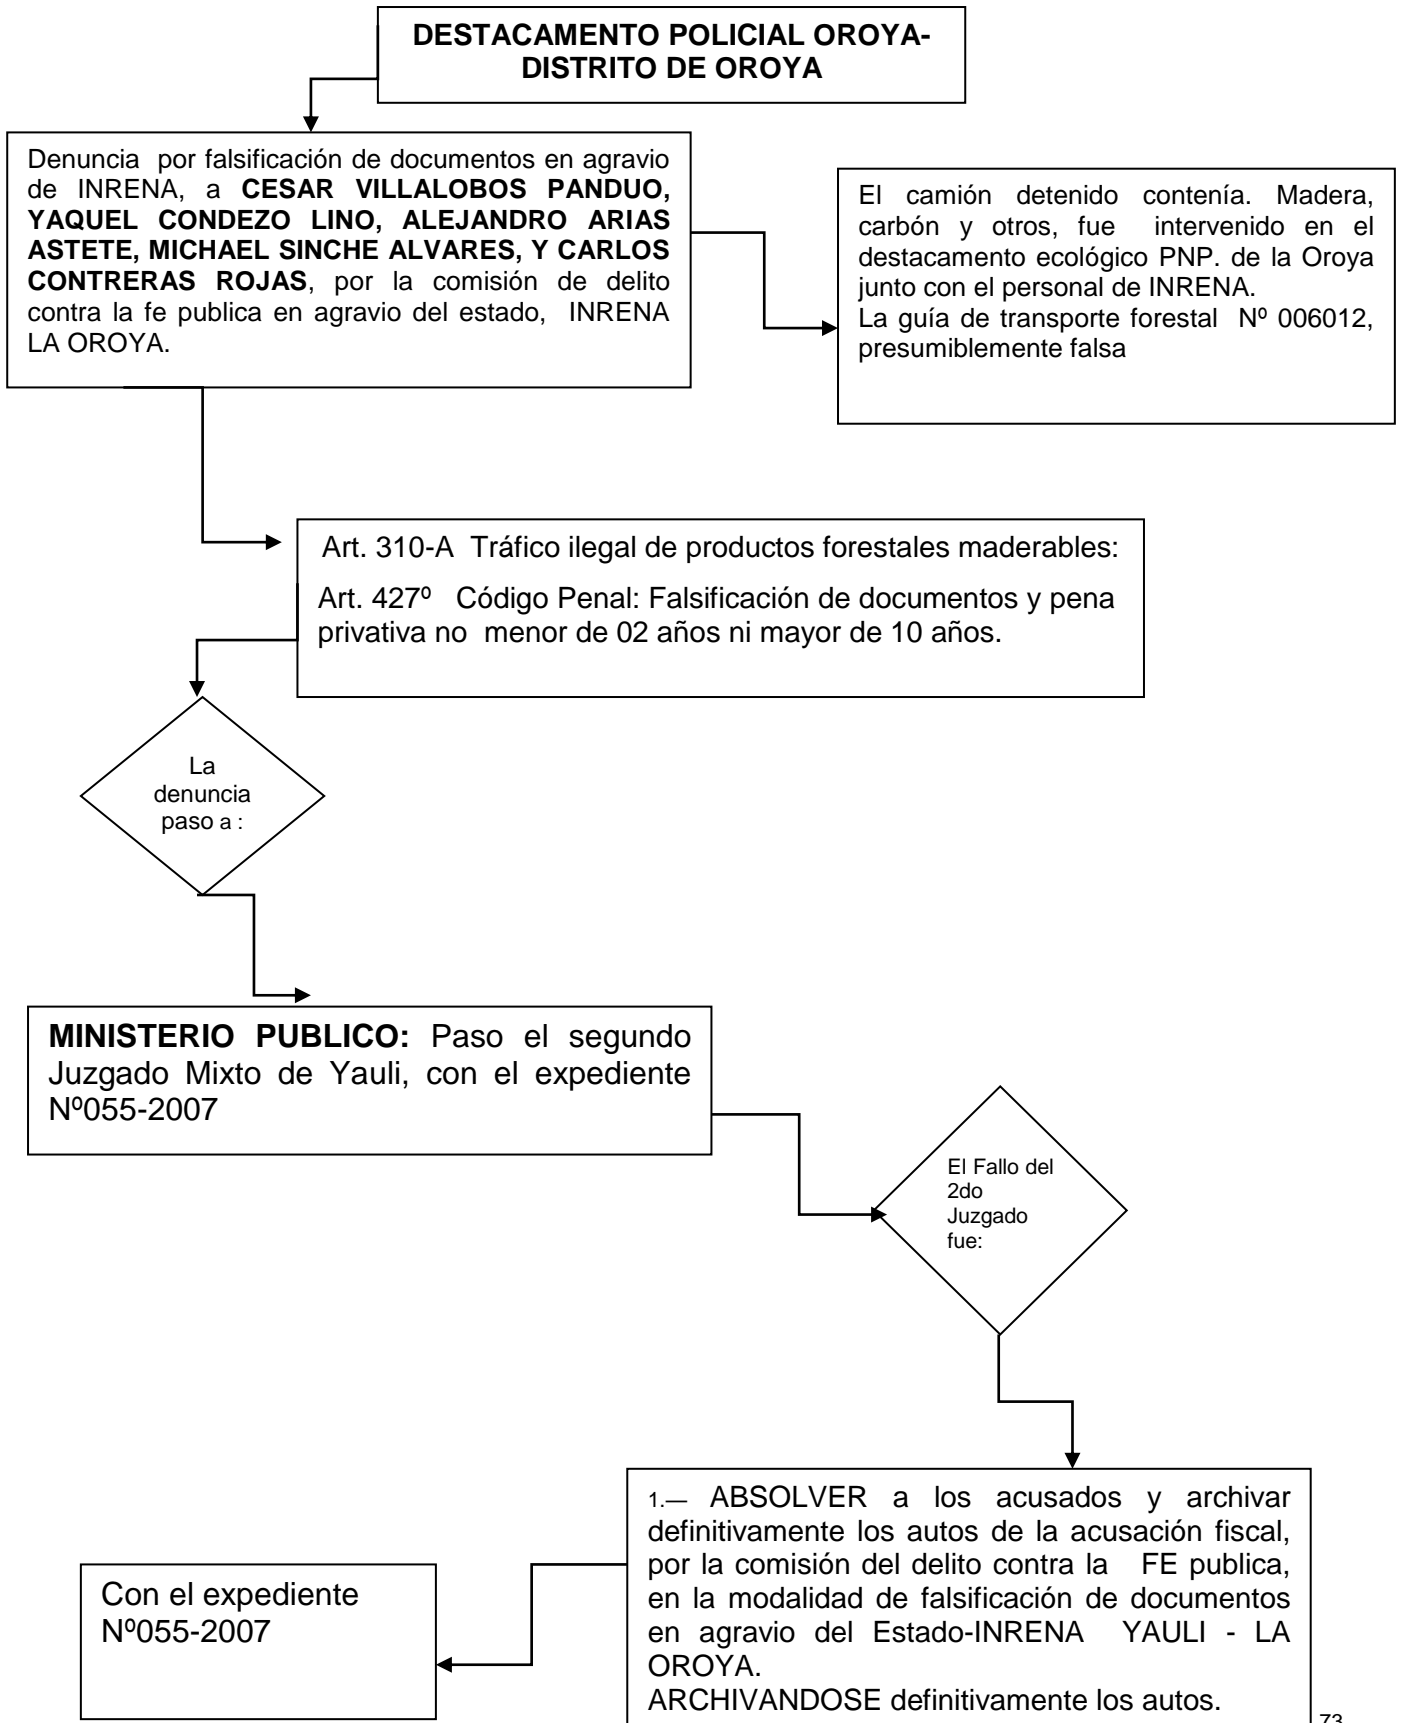 DESTACAMENTO POLICIAL OROYA-
DISTRITO DE OROYA
Denuncia por falsificación de documentos en agravio
de INRENA, a CESAR VILLALOBOS PANDUO,
YAQUEL CONDEZO LINO, ALEJANDRO ARIAS
ASTETE, MICHAEL SINCHE ALVARES, Y CARLOS
CONTRERAS ROJAS, por la comisión de delito
contra la fe publica en agravio del estado, INRENA
LA OROYA.
El camión detenido contenía. Madera,
carbón y otros, fue intervenido en el
destacamento ecológico PNP. de la Oroya
junto con el personal de INRENA.
La guía de transporte forestal Nº 006012,
presumiblemente falsa
Art. 310-A Tráfico ilegal de productos forestales maderables:
Art. 427º Código Penal: Falsificación de documentos y pena
privativa no menor de 02 años ni mayor de 10 años.
La
denuncia
paso a :
MINISTERIO PUBLICO: Paso el segundo
Juzgado Mixto de Yauli, con el expediente
Nº055-2007
El Fallo del
2do
Juzgado
fue:
1.— ABSOLVER a los acusados y archivar
definitivamente los autos de la acusación fiscal,
por la comisión del delito contra la FE publica,
en la modalidad de falsificación de documentos
en agravio del Estado-INRENA YAULI - LA
OROYA.
ARCHIVANDOSE definitivamente los autos.
Con el expediente
Nº055-2007
73